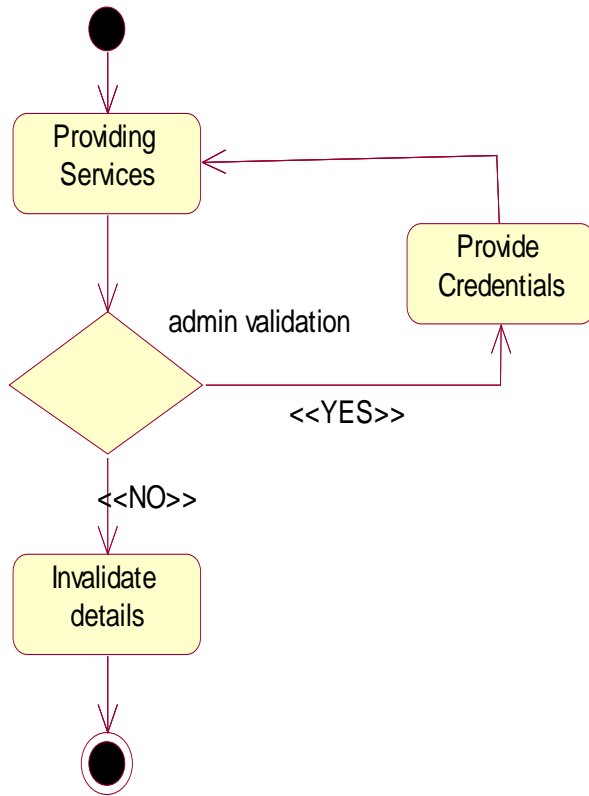 Providing
Services
Provide
Credentials
admin validation
<<YES>>
<<NO>>
Invalidate
details